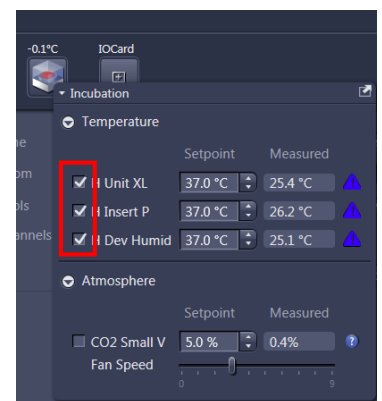 -0.1°C IOCard
Incubation
Temperature
Setpoint Measured
H Unit XL 37.0 °C 25.4 °C
H Insert P 37.0 °C 26.2 °C
H Dev Humid 37.0 °C 25.1 °C
Atmosphere
Setpoint Measured
CO2 Small V 5.0 % 0.4% ?
Fan Speed
0 9